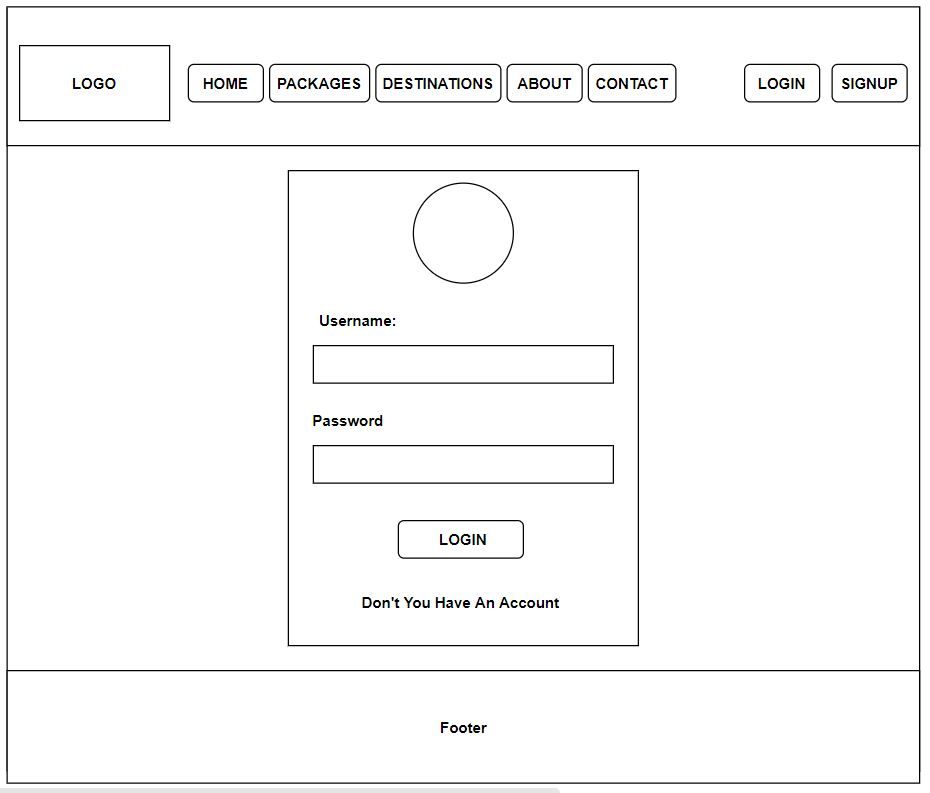 LOGO HOME PACKAGES DESTINATIONS ABOUT CONTACT LOGIN SIGNUP
Username:
Password
LOGIN
Don't You Have An Account
Footer